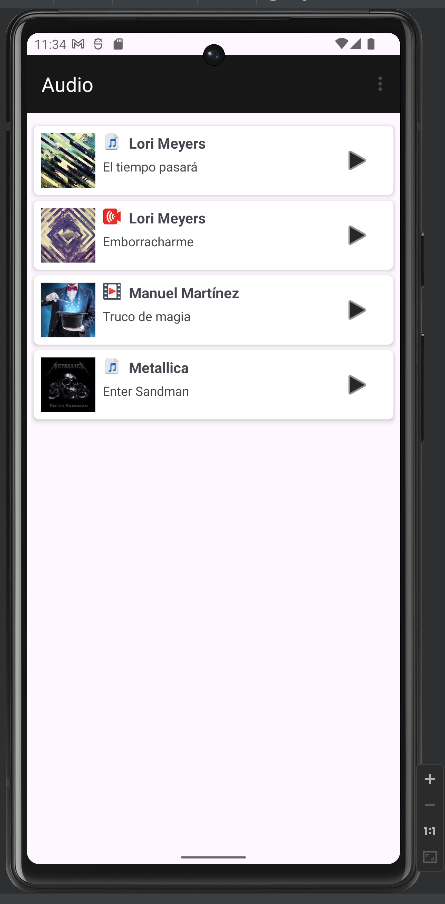 11:34
Audio
Lori Meyers
El tiempo pasará
Lori Meyers
Emborracharme
Manuel Martínez
Truco de magia
METALLICA
Metallica
Enter Sandman
1:1